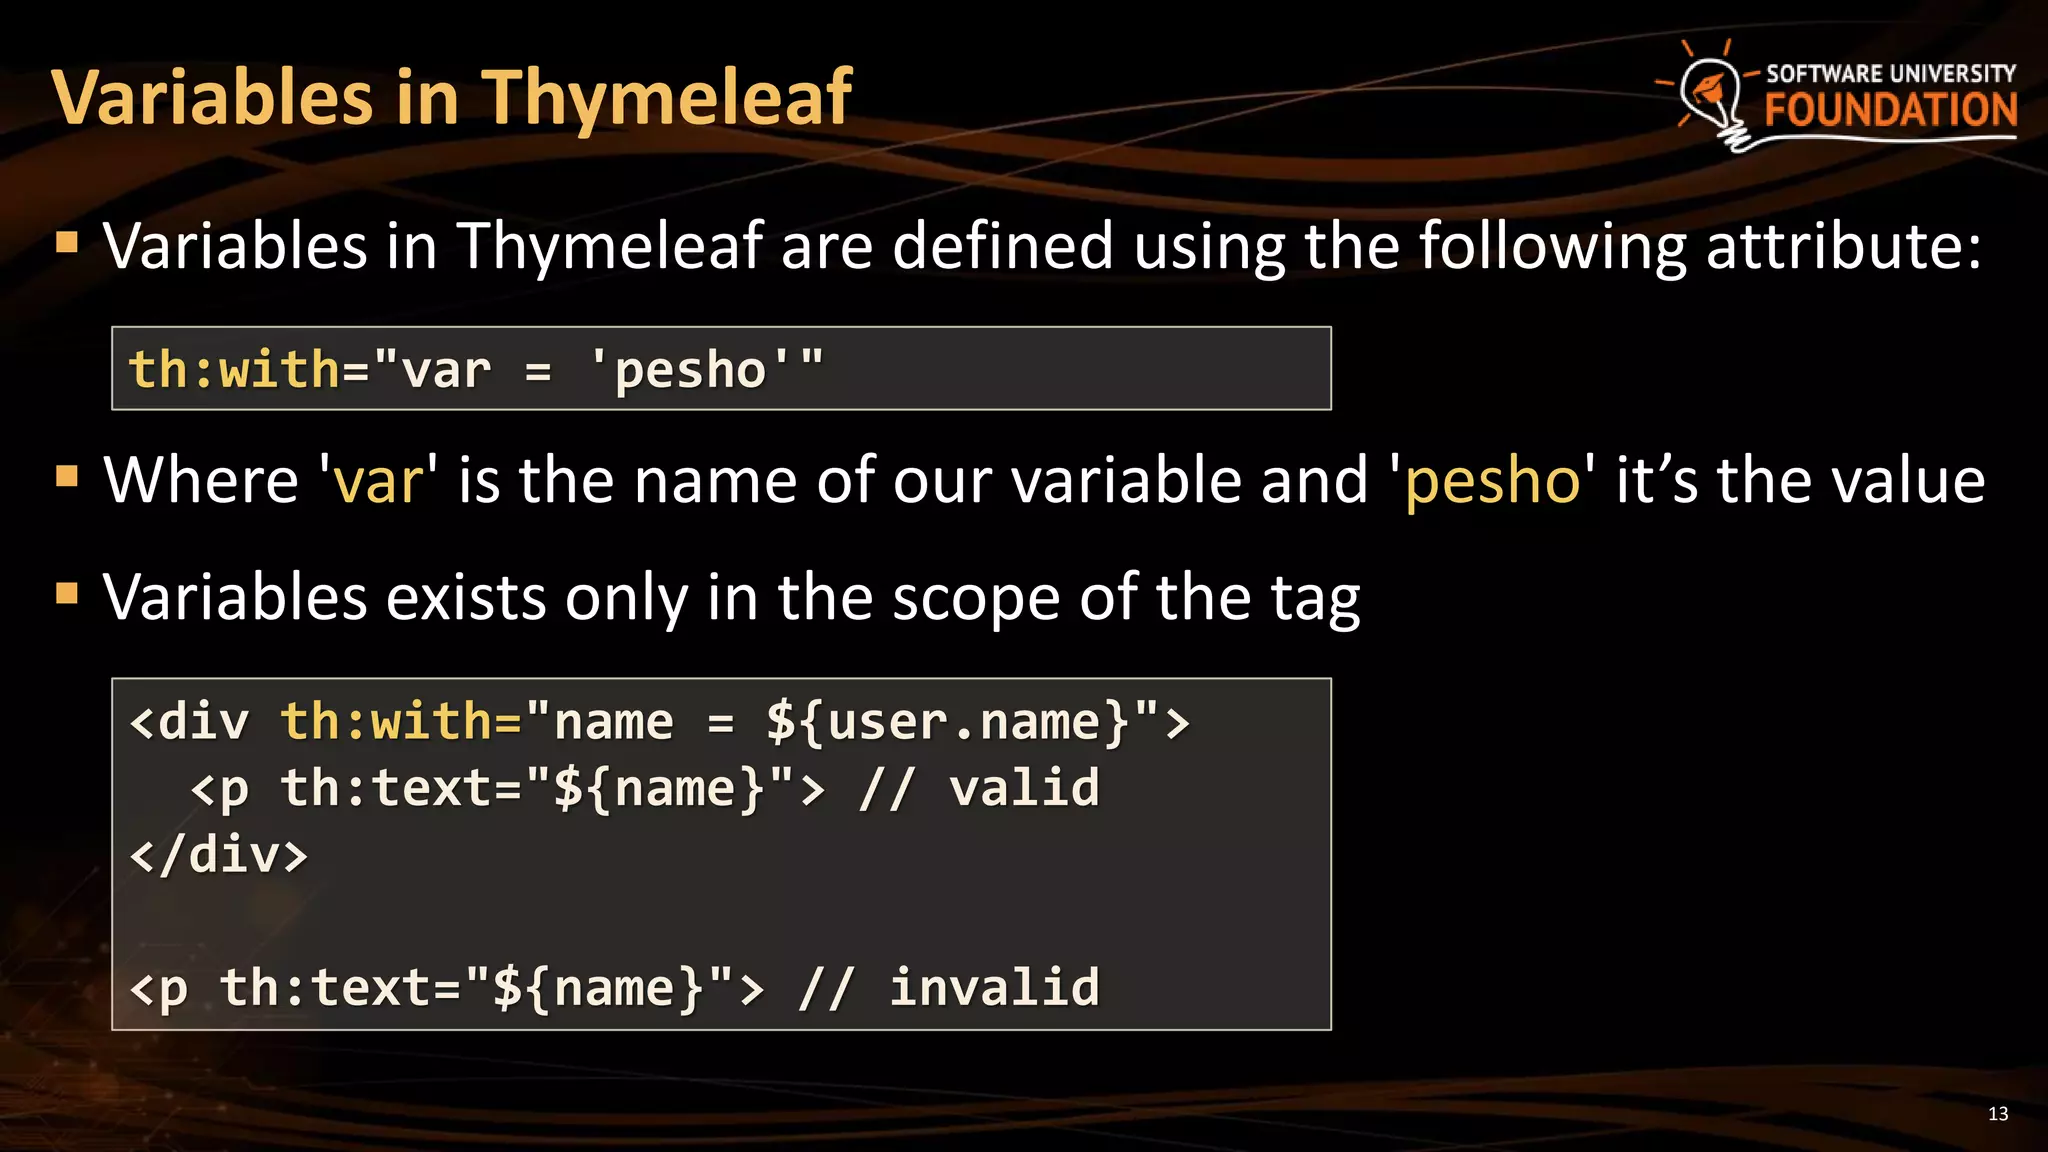 Variables in Thymeleaf
SOFTWARE UNIVERSITY
FOUNDATION
Variables in Thymeleaf are defined using the following attribute:
th:with="var = 'pesho'"
Where 'var' is the name of our variable and 'pesho' it’s the value
Variables exists only in the scope of the tag
<div th:with="name = ${user.name}">
<p th:text="${name}"> // valid
</div>
<p th:text="${name}"> // invalid
13